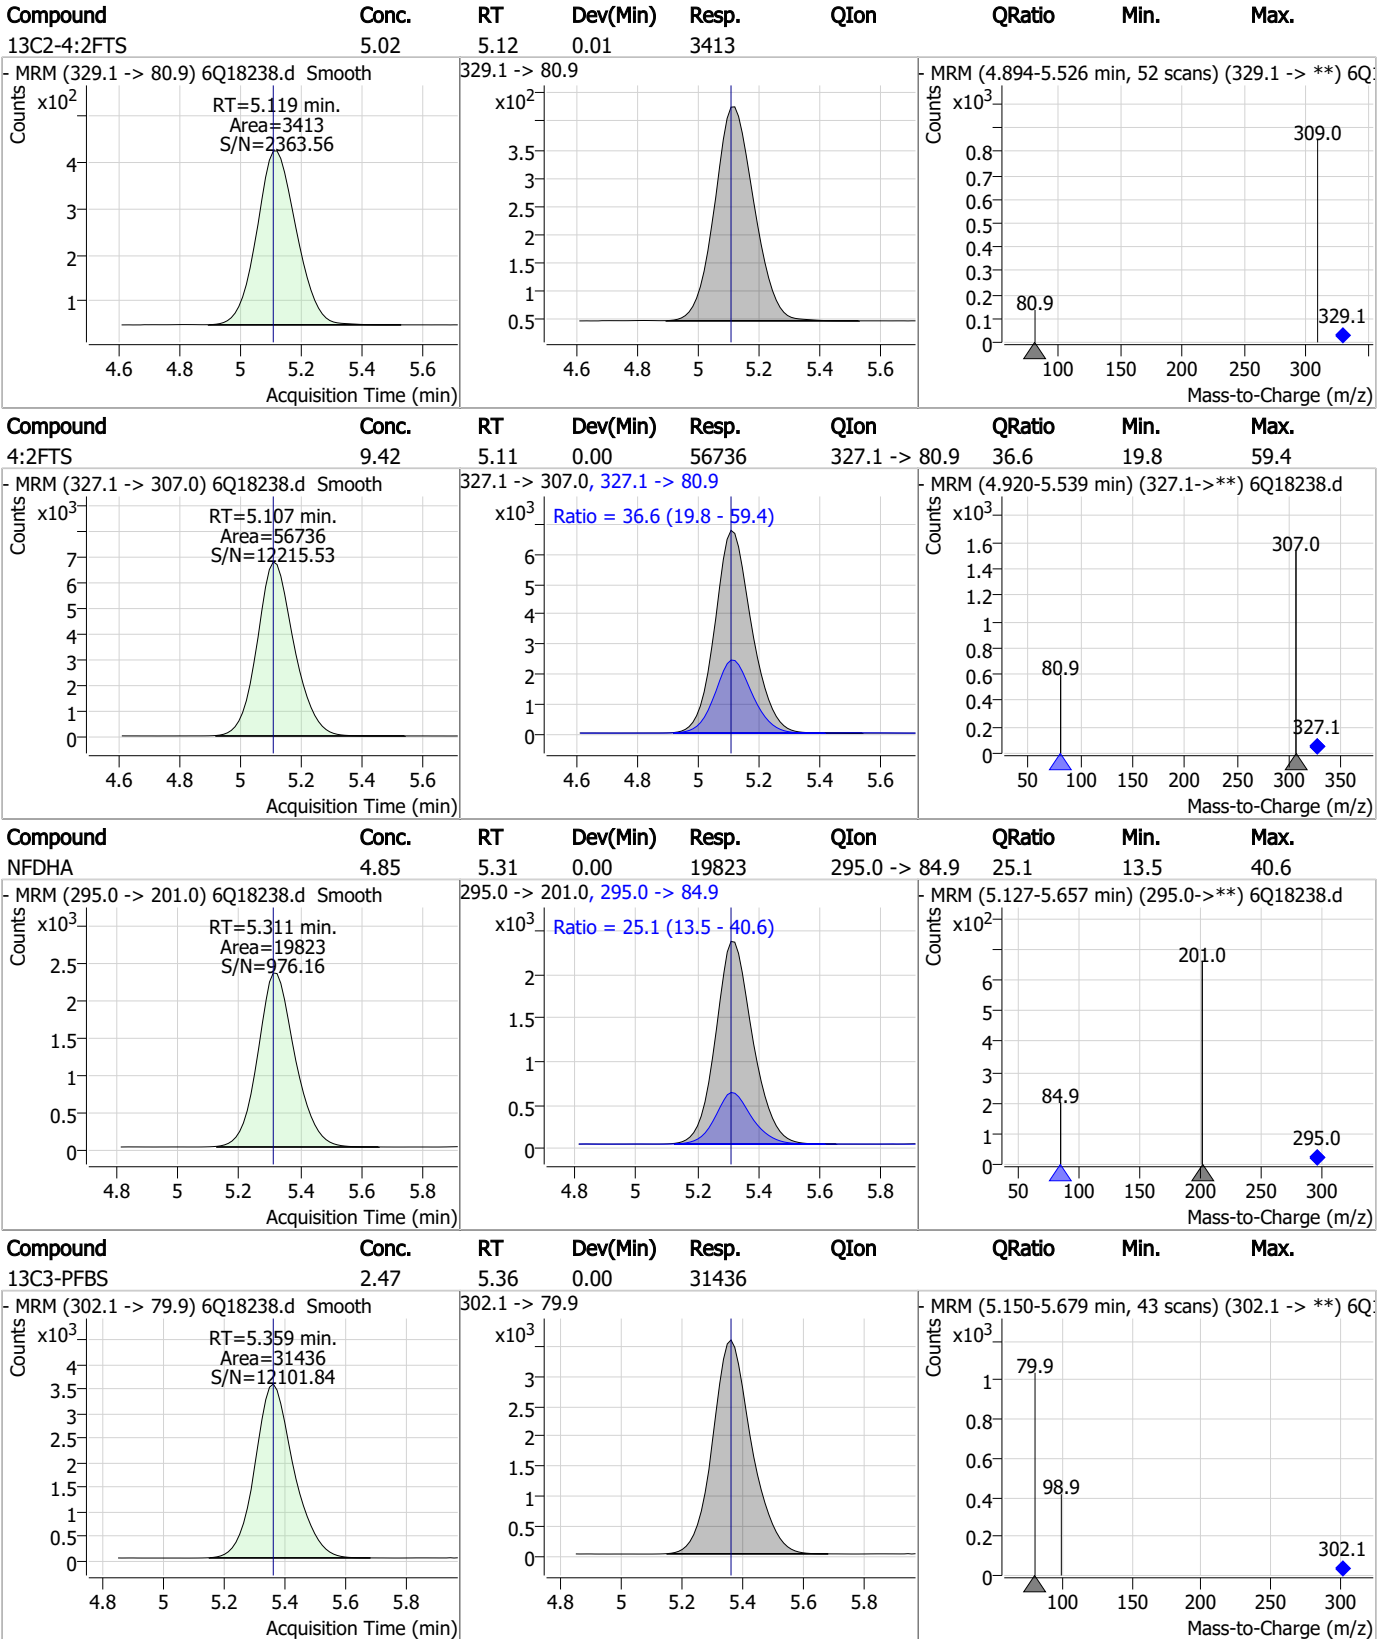 Compound Conc. RT Dev(Min) Resp. QIon QRatio Min. Max.
13C2-4:2FTS 5.02 5.12 0.01 3413
- MRM (329.1 -> 80.9) 6Q18238.d Smooth
Counts
x10²
RT=5.119 min.
Area=3413
S/N=2363.56
4
3
2
1
4.6 4.8 5 5.2 5.4 5.6
Acquisition Time (min)
329.1 -> 80.9
x10²
3.5
3
2.5
2
1.5
1
0.5
4.6 4.8 5 5.2 5.4 5.6
- MRM (4.894-5.526 min, 52 scans) (329.1 -> **) 6Q1
Counts
x10³
309.0
0.8
0.7
0.6
0.5
0.4
0.3
0.2
0.1
0
80.9
329.1
100 150 200 250 300
Mass-to-Charge (m/z)
Compound Conc. RT Dev(Min) Resp. QIon QRatio Min. Max.
4:2FTS 9.42 5.11 0.00 56736 327.1 -> 80.9 36.6 19.8 59.4
- MRM (327.1 -> 307.0) 6Q18238.d Smooth
Counts
x10³
RT=5.107 min.
Area=56736
S/N=12215.53
7
6
5
4
3
2
1
0
4.6 4.8 5 5.2 5.4 5.6
Acquisition Time (min)
327.1 -> 307.0, 327.1 -> 80.9
x10³
Ratio = 36.6 (19.8 - 59.4)
6
5
4
3
2
1
0
4.6 4.8 5 5.2 5.4 5.6
- MRM (4.920-5.539 min) (327.1->**) 6Q18238.d
Counts
x10³
307.0
1.6
1.4
1.2
1
0.8
0.6
0.4
0.2
0
80.9
327.1
50 100 150 200 250 300 350
Mass-to-Charge (m/z)
Compound Conc. RT Dev(Min) Resp. QIon QRatio Min. Max.
NFDHA 4.85 5.31 0.00 19823 295.0 -> 84.9 25.1 13.5 40.6
- MRM (295.0 -> 201.0) 6Q18238.d Smooth
Counts
x10³
RT=5.311 min.
Area=19823
S/N=976.16
2.5
2
1.5
1
0.5
0
4.8 5 5.2 5.4 5.6 5.8
Acquisition Time (min)
295.0 -> 201.0, 295.0 -> 84.9
x10³
Ratio = 25.1 (13.5 - 40.6)
2
1.5
1
0.5
0
4.8 5 5.2 5.4 5.6 5.8
- MRM (5.127-5.657 min) (295.0->**) 6Q18238.d
Counts
x10²
201.0
6
5
4
3
2
1
0
84.9
295.0
50 100 150 200 250 300
Mass-to-Charge (m/z)
Compound Conc. RT Dev(Min) Resp. QIon QRatio Min. Max.
13C3-PFBS 2.47 5.36 0.00 31436
- MRM (302.1 -> 79.9) 6Q18238.d Smooth
Counts
x10³
RT=5.359 min.
Area=31436
S/N=12101.84
4
3.5
3
2.5
2
1.5
1
0.5
0
4.8 5 5.2 5.4 5.6 5.8
Acquisition Time (min)
302.1 -> 79.9
x10³
3
2.5
2
1.5
1
0.5
0
4.8 5 5.2 5.4 5.6 5.8
- MRM (5.150-5.679 min, 43 scans) (302.1 -> **) 6Q1
Counts
x10³
79.9
1
0.8
0.6
0.4
0.2
0
98.9
302.1
100 150 200 250 300
Mass-to-Charge (m/z)